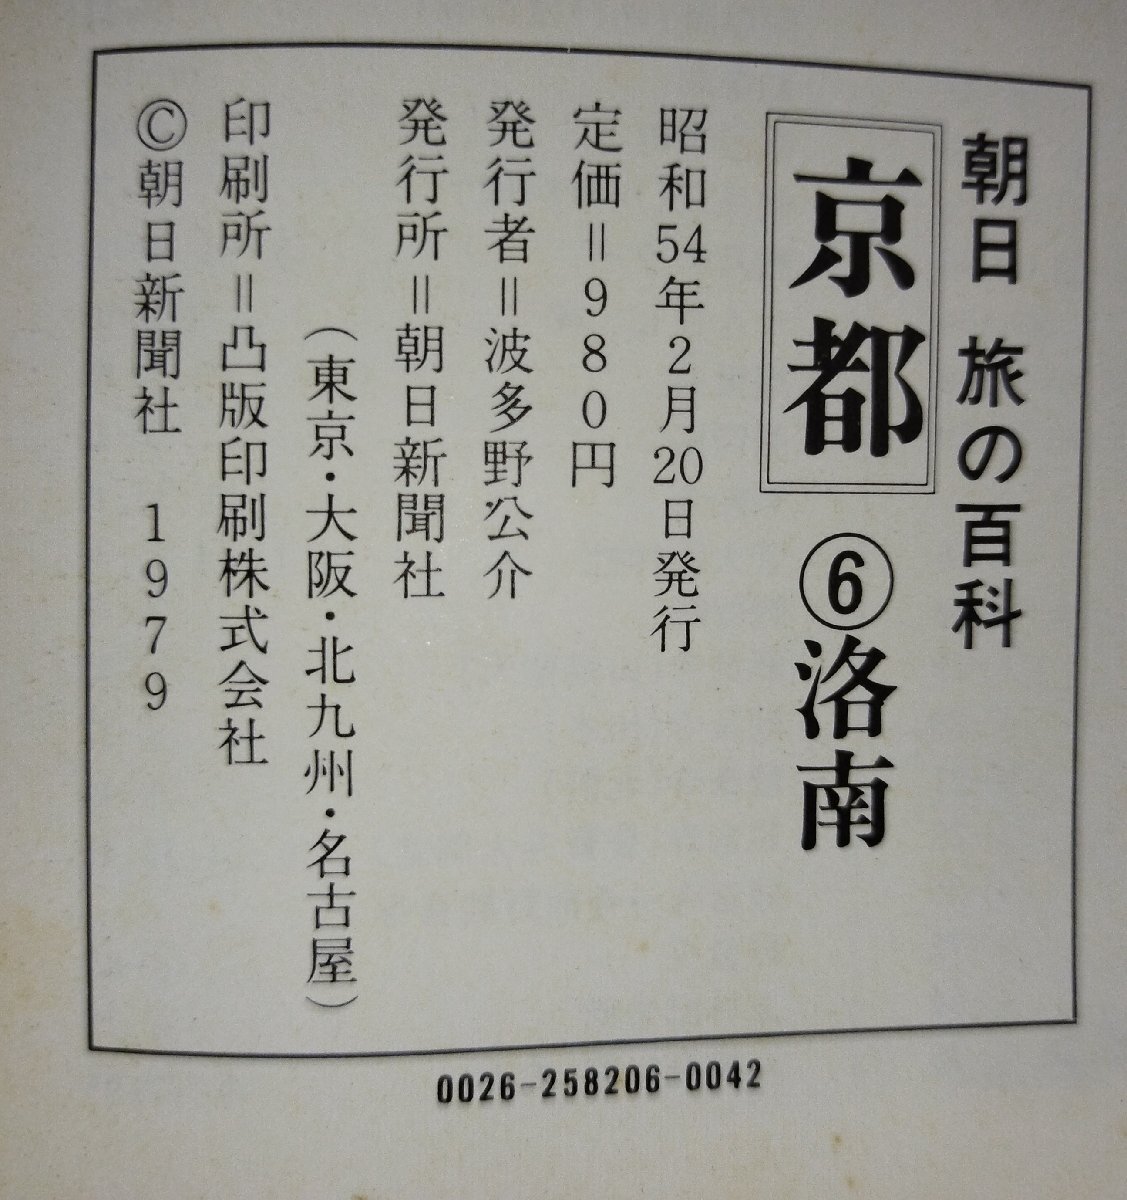 朝日 旅の百科
京都 ⑥洛南
昭和54年2月20日発行
定価＝980円
発行者＝波多野公介
発行所＝朝日新聞社
（東京・大阪・北九州・名古屋）
印刷所＝凸版印刷株式会社
©朝日新聞社 1979
0026-258206-0042